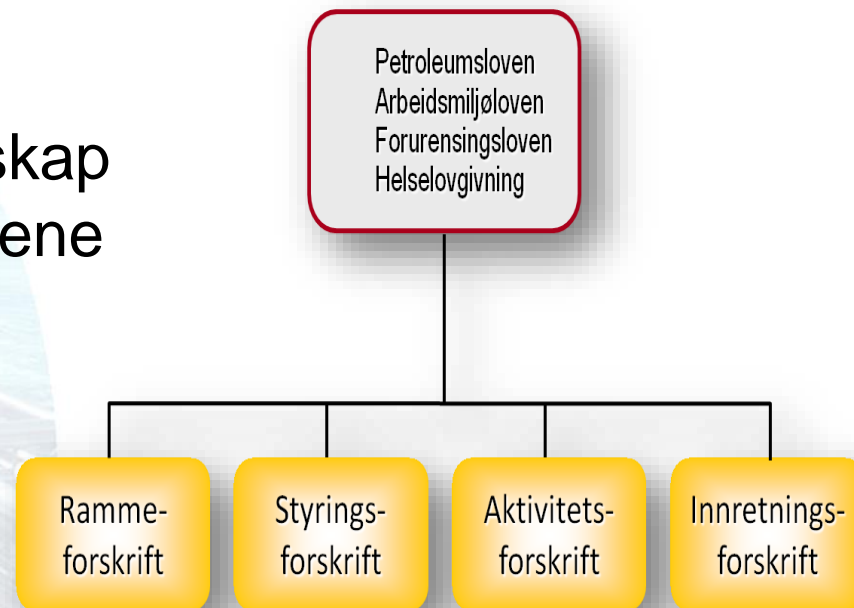 skap
ene
Petroleumsloven
Arbeidsmiljøloven
Forurensingsloven
Helselovgivning
Ramme-
forskrift
Styrings-
forskrift
Aktivitets-
forskrift
Innretnings-
forskrift